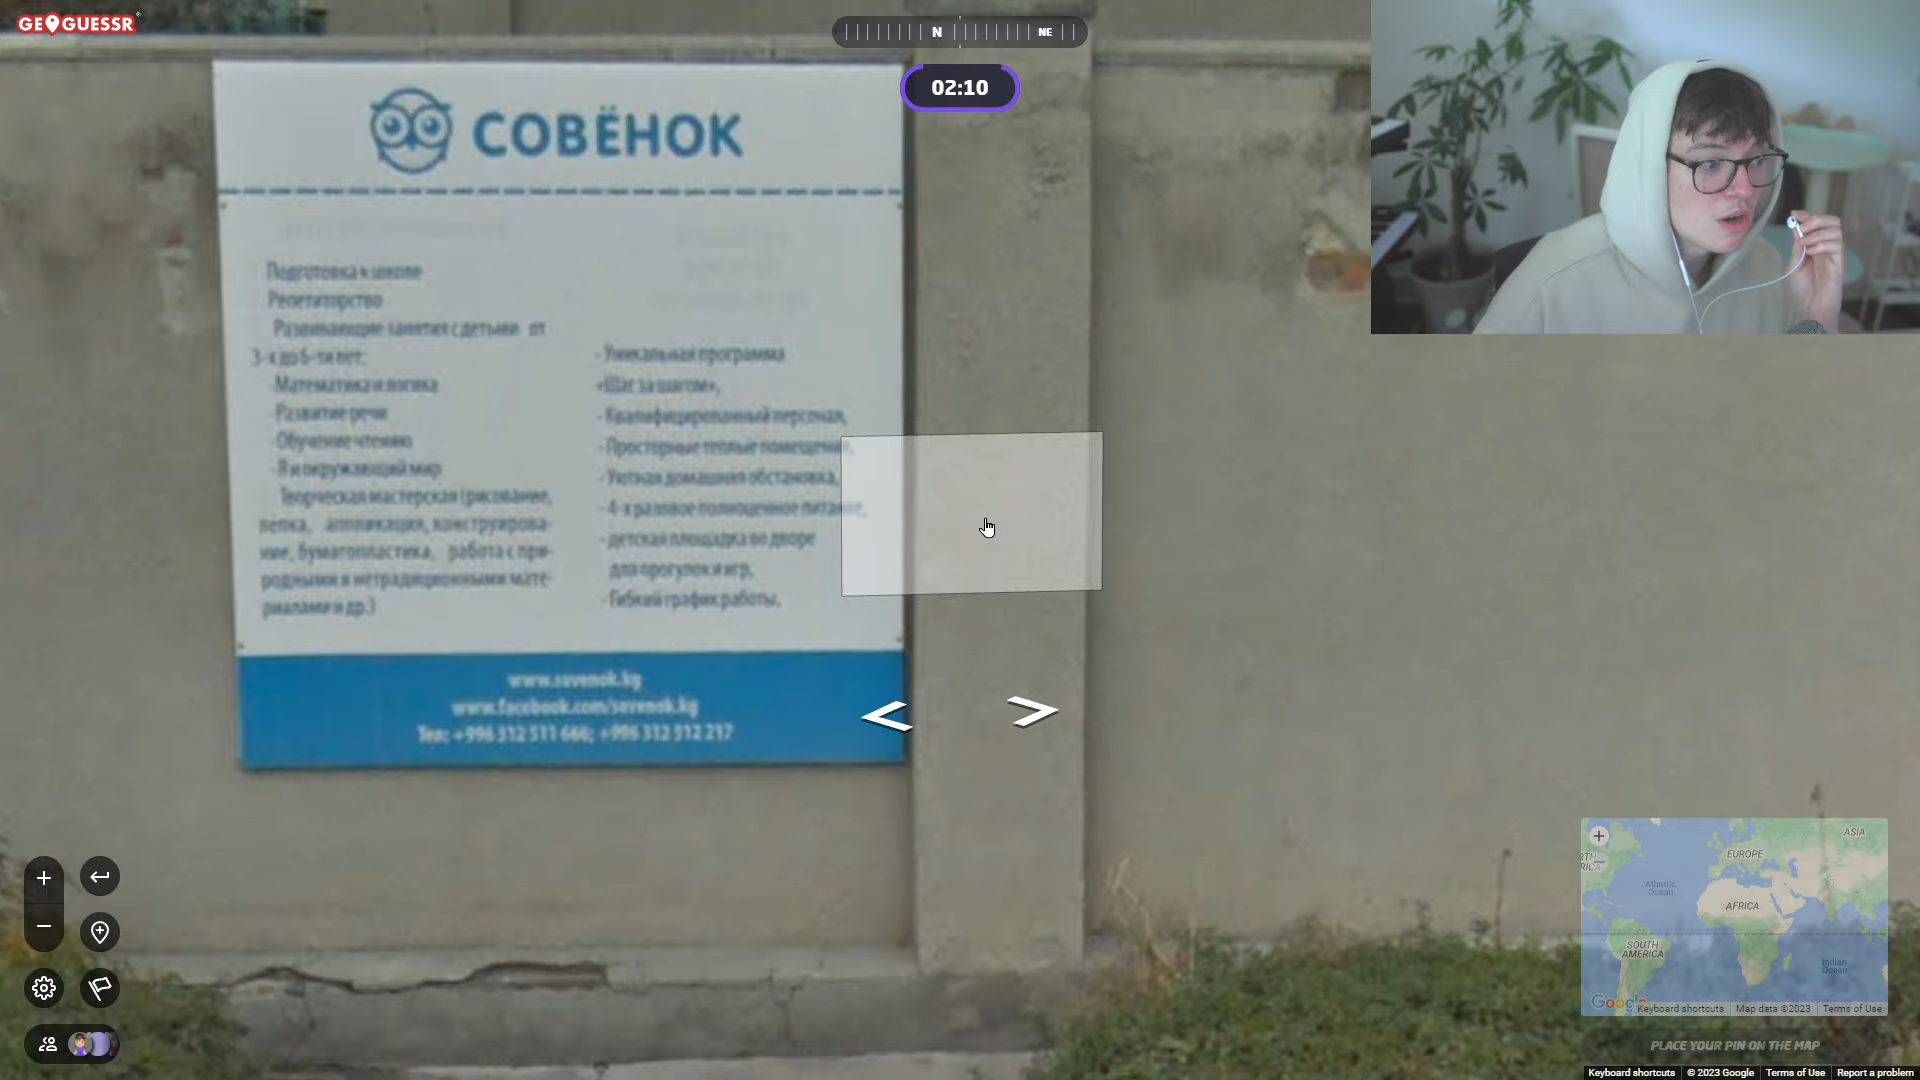 GEOGUESSR
N
NE
02:10
СОВЁНОК
Подготовка к школе
Репетиторство
Развивающие занятия с детьми от
3-х до 6-ти лет:
- Математика и логика
- Развитие речи
- Обучение чтению
- Я и окружающий мир
Творческая мастерская (рисование,
лепка, аппликация, конструирова-
ние, бумагопластика, работа с при-
родными и нетрадиционными мате-
риалами и др.)
- Уникальная программа
«Шаг за шагом»,
- Квалифицированный персонал,
- Просторные теплые помещения,
- Уютная домашняя обстановка,
- 4-х разовое полноценное питание,
- детская площадка во дворе
для прогулок и игр,
- Гибкий график работы,
www.sovenok.kg
www.facebook.com/sovenok.kg
Тел: +996 312 511 666; +996 312 512 217
ASIA
EUROPE
Atlantic
Ocean
AFRICA
SOUTH
AMERICA
Indian
Ocean
Google
Keyboard shortcuts
Map data ©2023
Terms of Use
PLACE YOUR PIN ON THE MAP
Keyboard shortcuts
© 2023 Google
Terms of Use
Report a problem